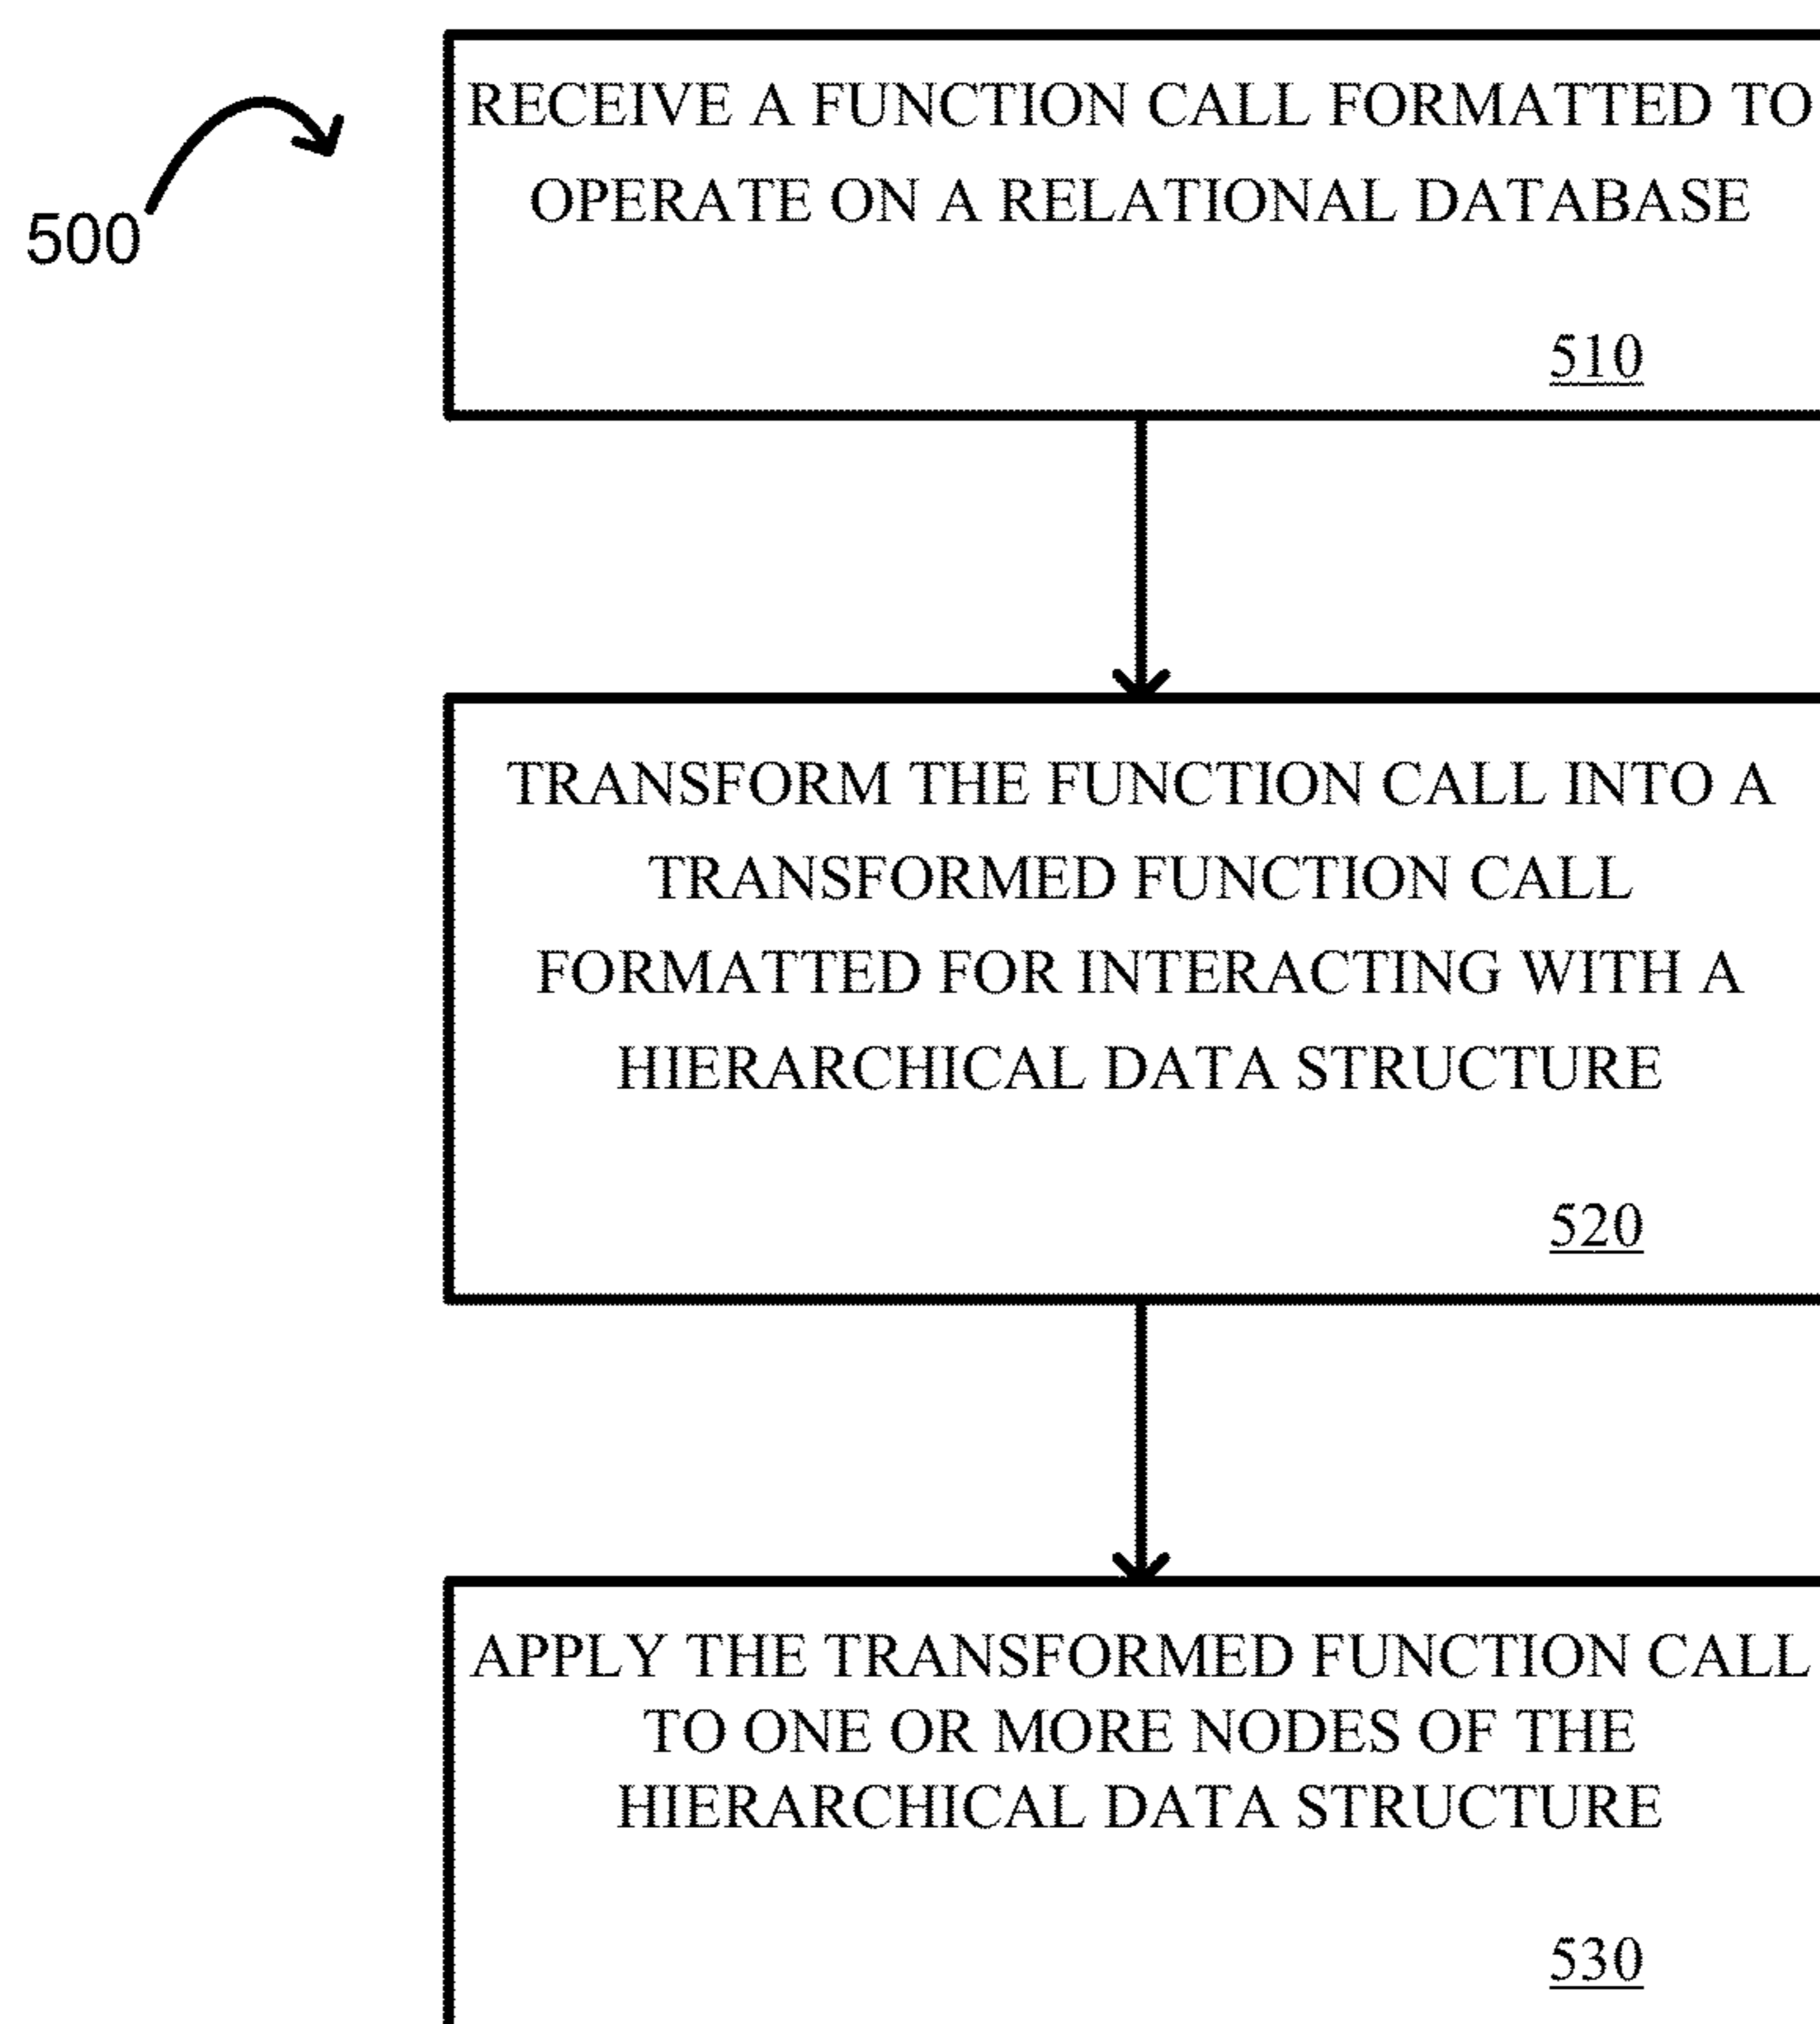 500
RECEIVE A FUNCTION CALL FORMATTED TO
OPERATE ON A RELATIONAL DATABASE
510
TRANSFORM THE FUNCTION CALL INTO A
TRANSFORMED FUNCTION CALL
FORMATTED FOR INTERACTING WITH A
HIERARCHICAL DATA STRUCTURE
520
APPLY THE TRANSFORMED FUNCTION CALL
TO ONE OR MORE NODES OF THE
HIERARCHICAL DATA STRUCTURE
530